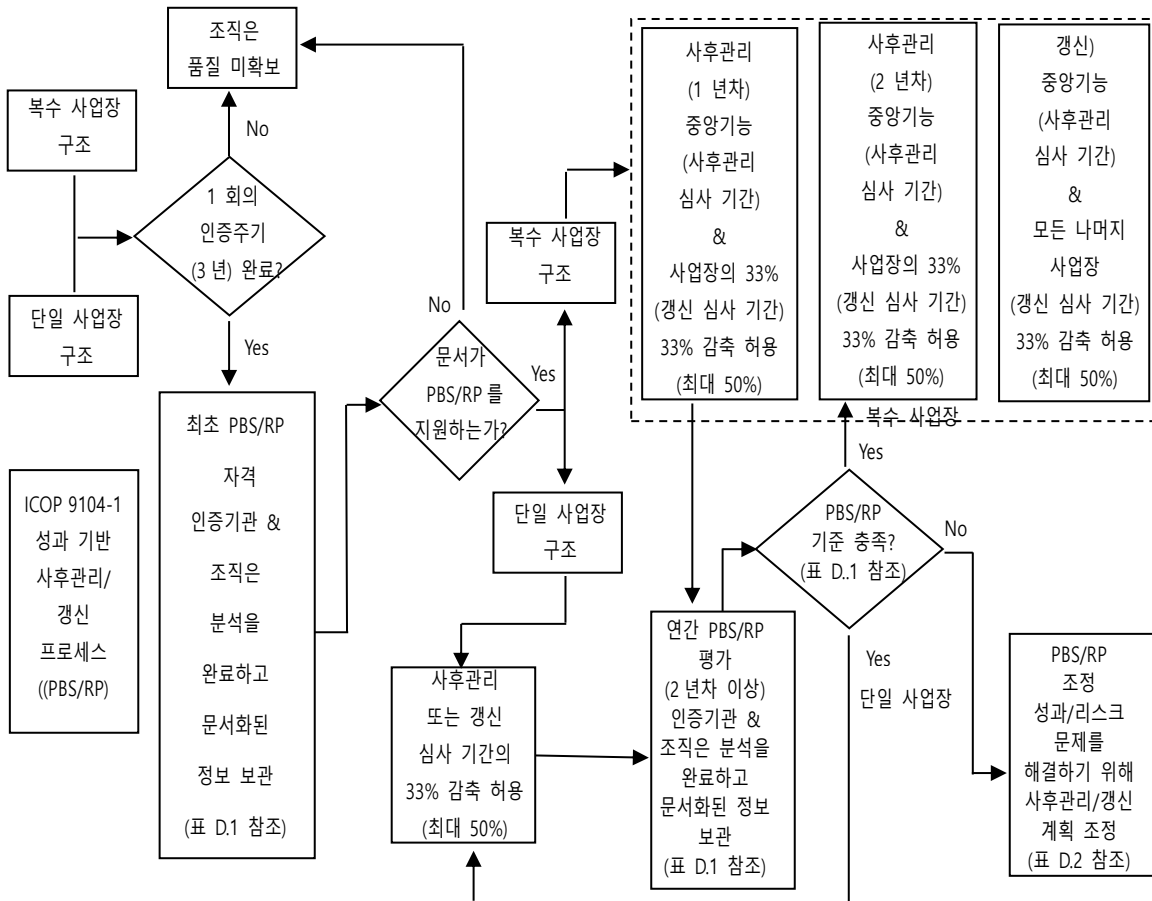 조직은
품질 미확보
복수 사업장
구조
No
1 회의
인증주기
(3 년) 완료?
단일 사업장
구조
Yes
최초 PBS/RP
자격
인증기관 &
조직은
분석을
완료하고
문서화된
정보 보관
(표 D.1 참조)
ICOP 9104-1
성과 기반
사후관리/
갱신
프로세스
((PBS/RP)
No
문서가
PBS/RP 를
지원하는가?
Yes
복수 사업장
구조
단일 사업장
구조
사후관리
또는 갱신
심사 기간의
33% 감축 허용
(최대 50%)
사후관리
(1 년차)
중앙기능
(사후관리
심사 기간)
&
사업장의 33%
(갱신 심사 기간)
33% 감축 허용
(최대 50%)
사후관리
(2 년차)
중앙기능
(사후관리
심사 기간)
&
사업장의 33%
(갱신 심사 기간)
33% 감축 허용
(최대 50%)
갱신)
중앙기능
(사후관리
심사 기간)
&
모든 나머지
사업장
(갱신 심사 기간)
33% 감축 허용
(최대 50%)
복수 사업장
Yes
PBS/RP
기준 충족?
(표 D..1 참조)
No
연간 PBS/RP
평가
(2 년차 이상)
인증기관 &
조직은 분석을
완료하고
문서화된 정보
보관
(표 D.1 참조)
Yes
단일 사업장
PBS/RP
조정
성과/리스크
문제를
해결하기 위해
사후관리/갱신
계획 조정
(표 D.2 참조)